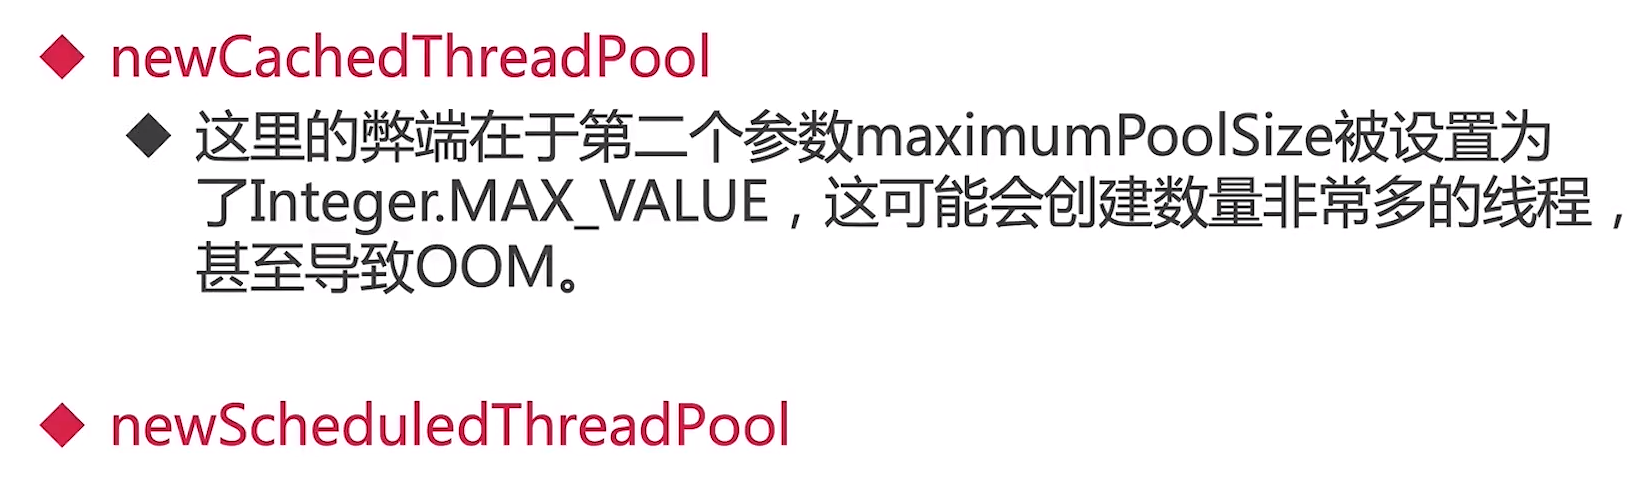 newCachedThreadPool
这里的弊端在于第二个参数maximumPoolSize被设置为
了Integer.MAX_VALUE，这可能会创建数量非常多的线程，
甚至导致OOM。
newScheduledThreadPool